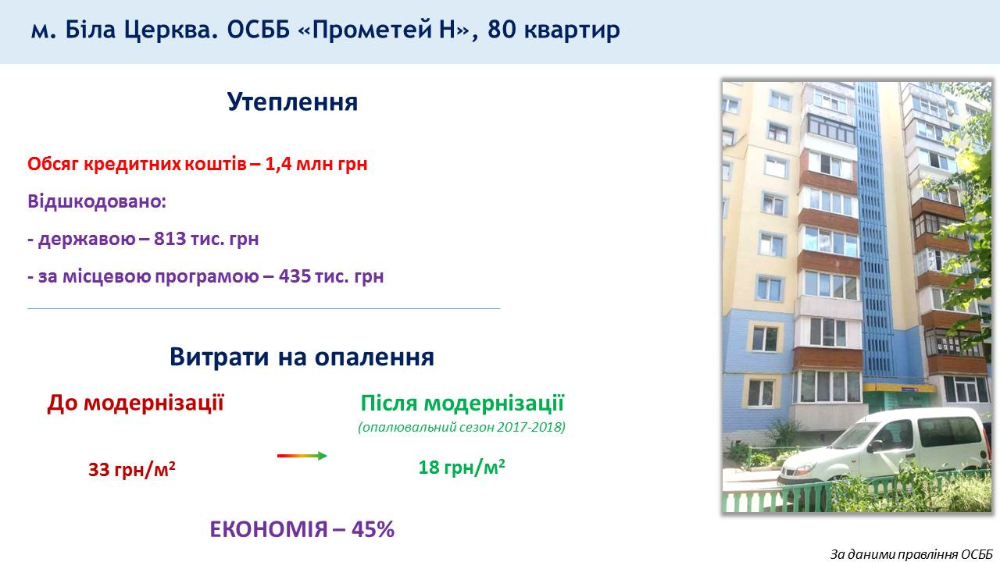 м. Біла Церква. ОСББ «Прометей Н», 80 квартир
Утеплення
Обсяг кредитних коштів – 1,4 млн грн
Відшкодовано:
- державою – 813 тис. грн
- за місцевою програмою – 435 тис. грн
Витрати на опалення
До модернізації
Після модернізації
(опалювальний сезон 2017-2018)
33 грн/м²
18 грн/м²
ЕКОНОМІЯ – 45%
За даними правління ОСББ